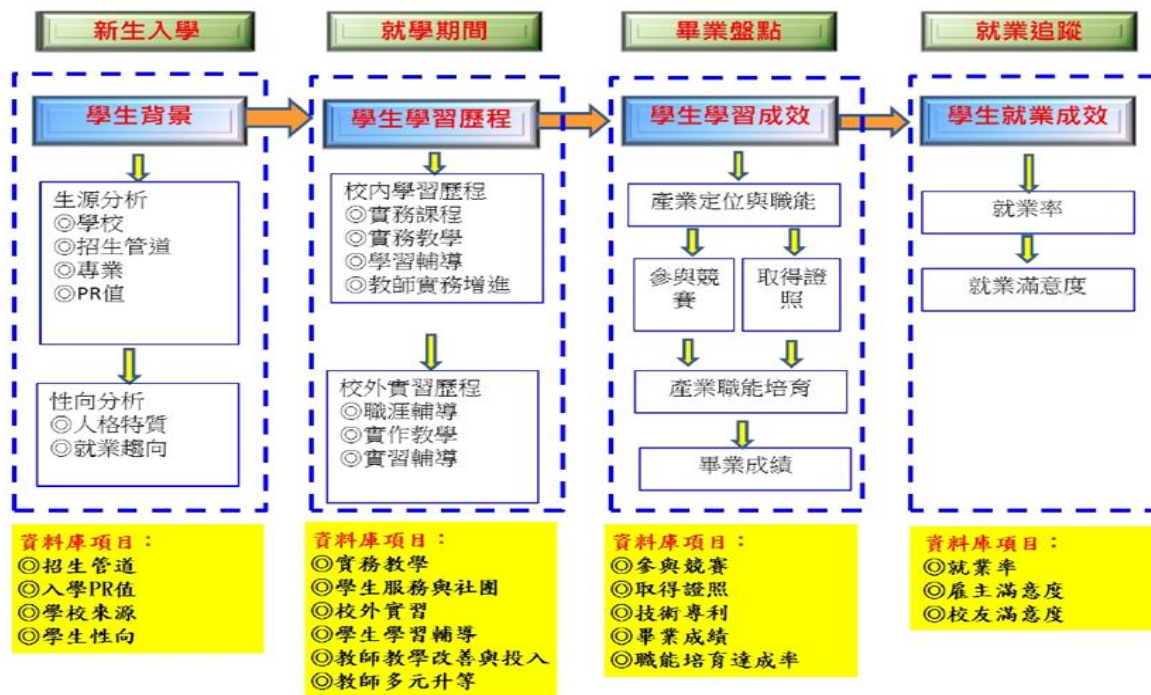 新生入學
就學期間
畢業盤點
就業追蹤
學生背景
學生學習歷程
學生學習成效
學生就業成效
生源分析
◎學校
◎招生管道
◎專業
◎PR值
性向分析
◎人格特質
◎就業趨向
校內學習歷程
◎實務課程
◎實務教學
◎學習輔導
◎教師實務增進
校外實習歷程
◎職涯輔導
◎實作教學
◎實習輔導
產業定位與職能
參與競
賽
取得證
照
產業職能培育
畢業成績
就業率
就業滿意度
資料庫項目：
◎招生管道
◎入學PR值
◎學校來源
◎學生性向
資料庫項目：
◎實務教學
◎學生服務與社團
◎校外實習
◎學生學習輔導
◎教師教學改善與投入
◎教師多元升等
資料庫項目：
◎參與競賽
◎取得證照
◎技術專利
◎畢業成績
◎職能培育達成率
資料庫項目：
◎就業率
◎雇主滿意度
◎校友滿意度